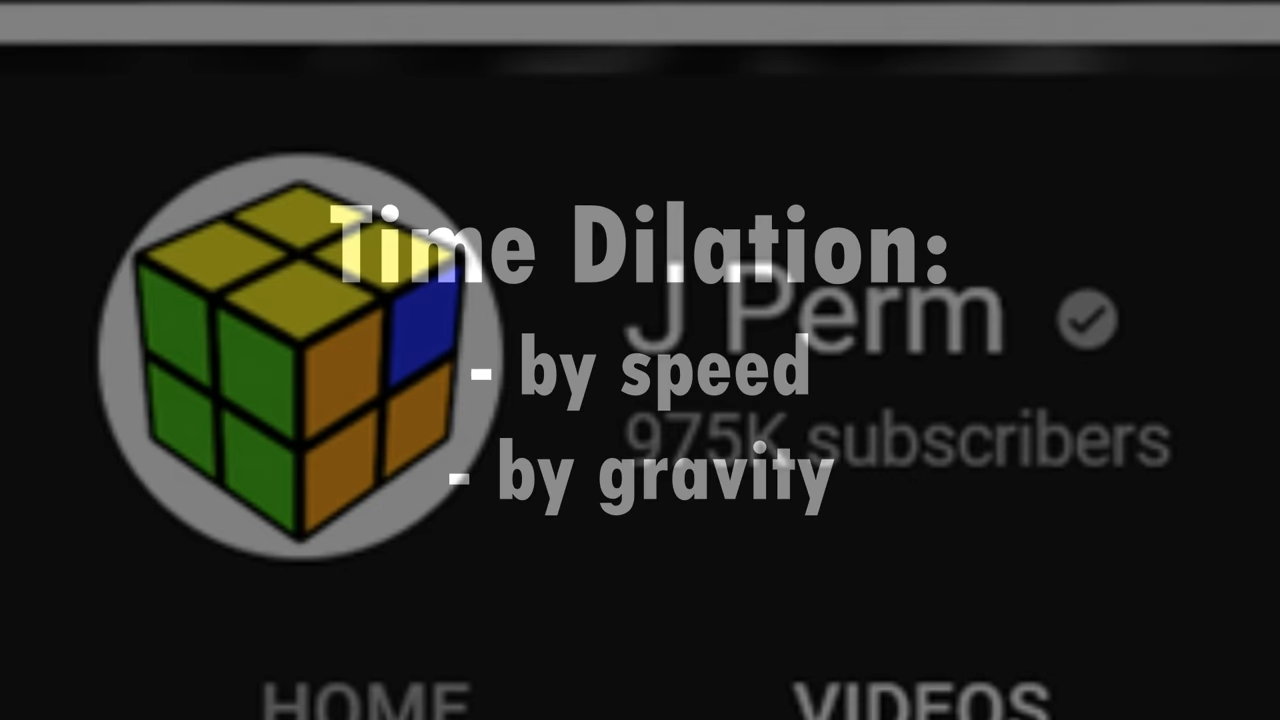 Time Dilation:
J Perm
- by speed
975K subscribers
- by gravity
HOME
VIDEOS